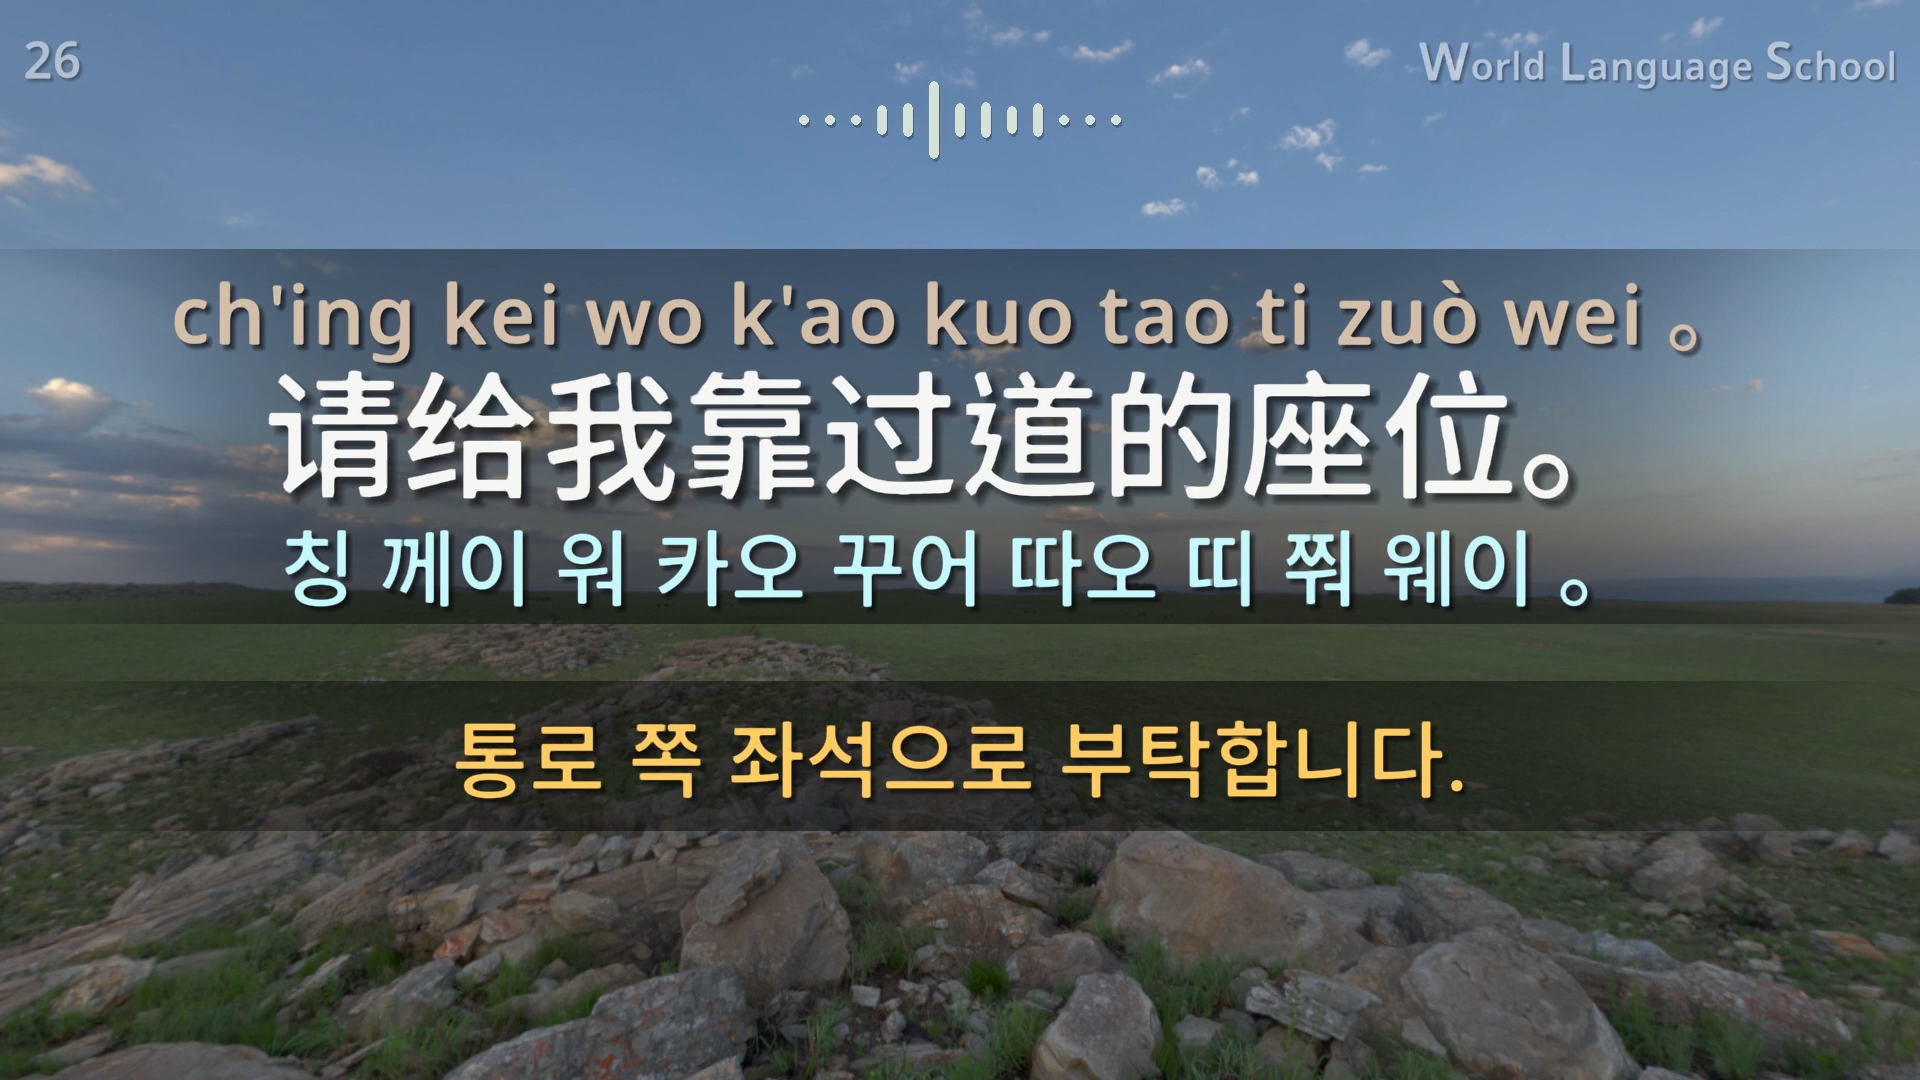 26
World Language School
ch'ing kei wo k'ao kuo tao ti zuò wei 。
请给我靠过道的座位。
칭 께이 워 카오 꾸어 따오 띠 쭤 웨이 。
통로 쪽 좌석으로 부탁합니다.